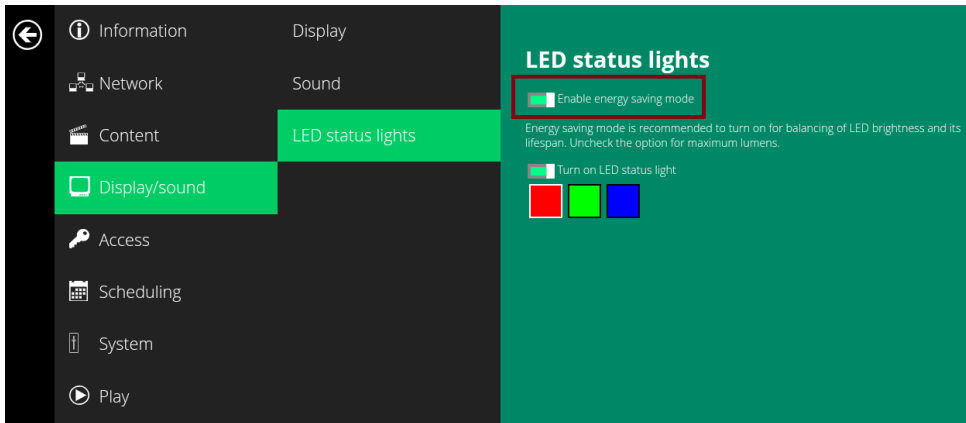 Information
Network
Content
Display/sound
Access
Scheduling
System
Play
Display
Sound
LED status lights
LED status lights
Enable energy saving mode
Energy saving mode is recommended to turn on for balancing of LED brightness and its
lifespan. Uncheck the option for maximum lumens.
Turn on LED status light